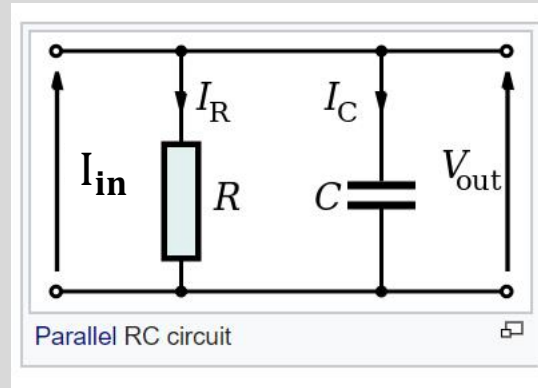 I_R I_C
I_in R C V_out
Parallel RC circuit